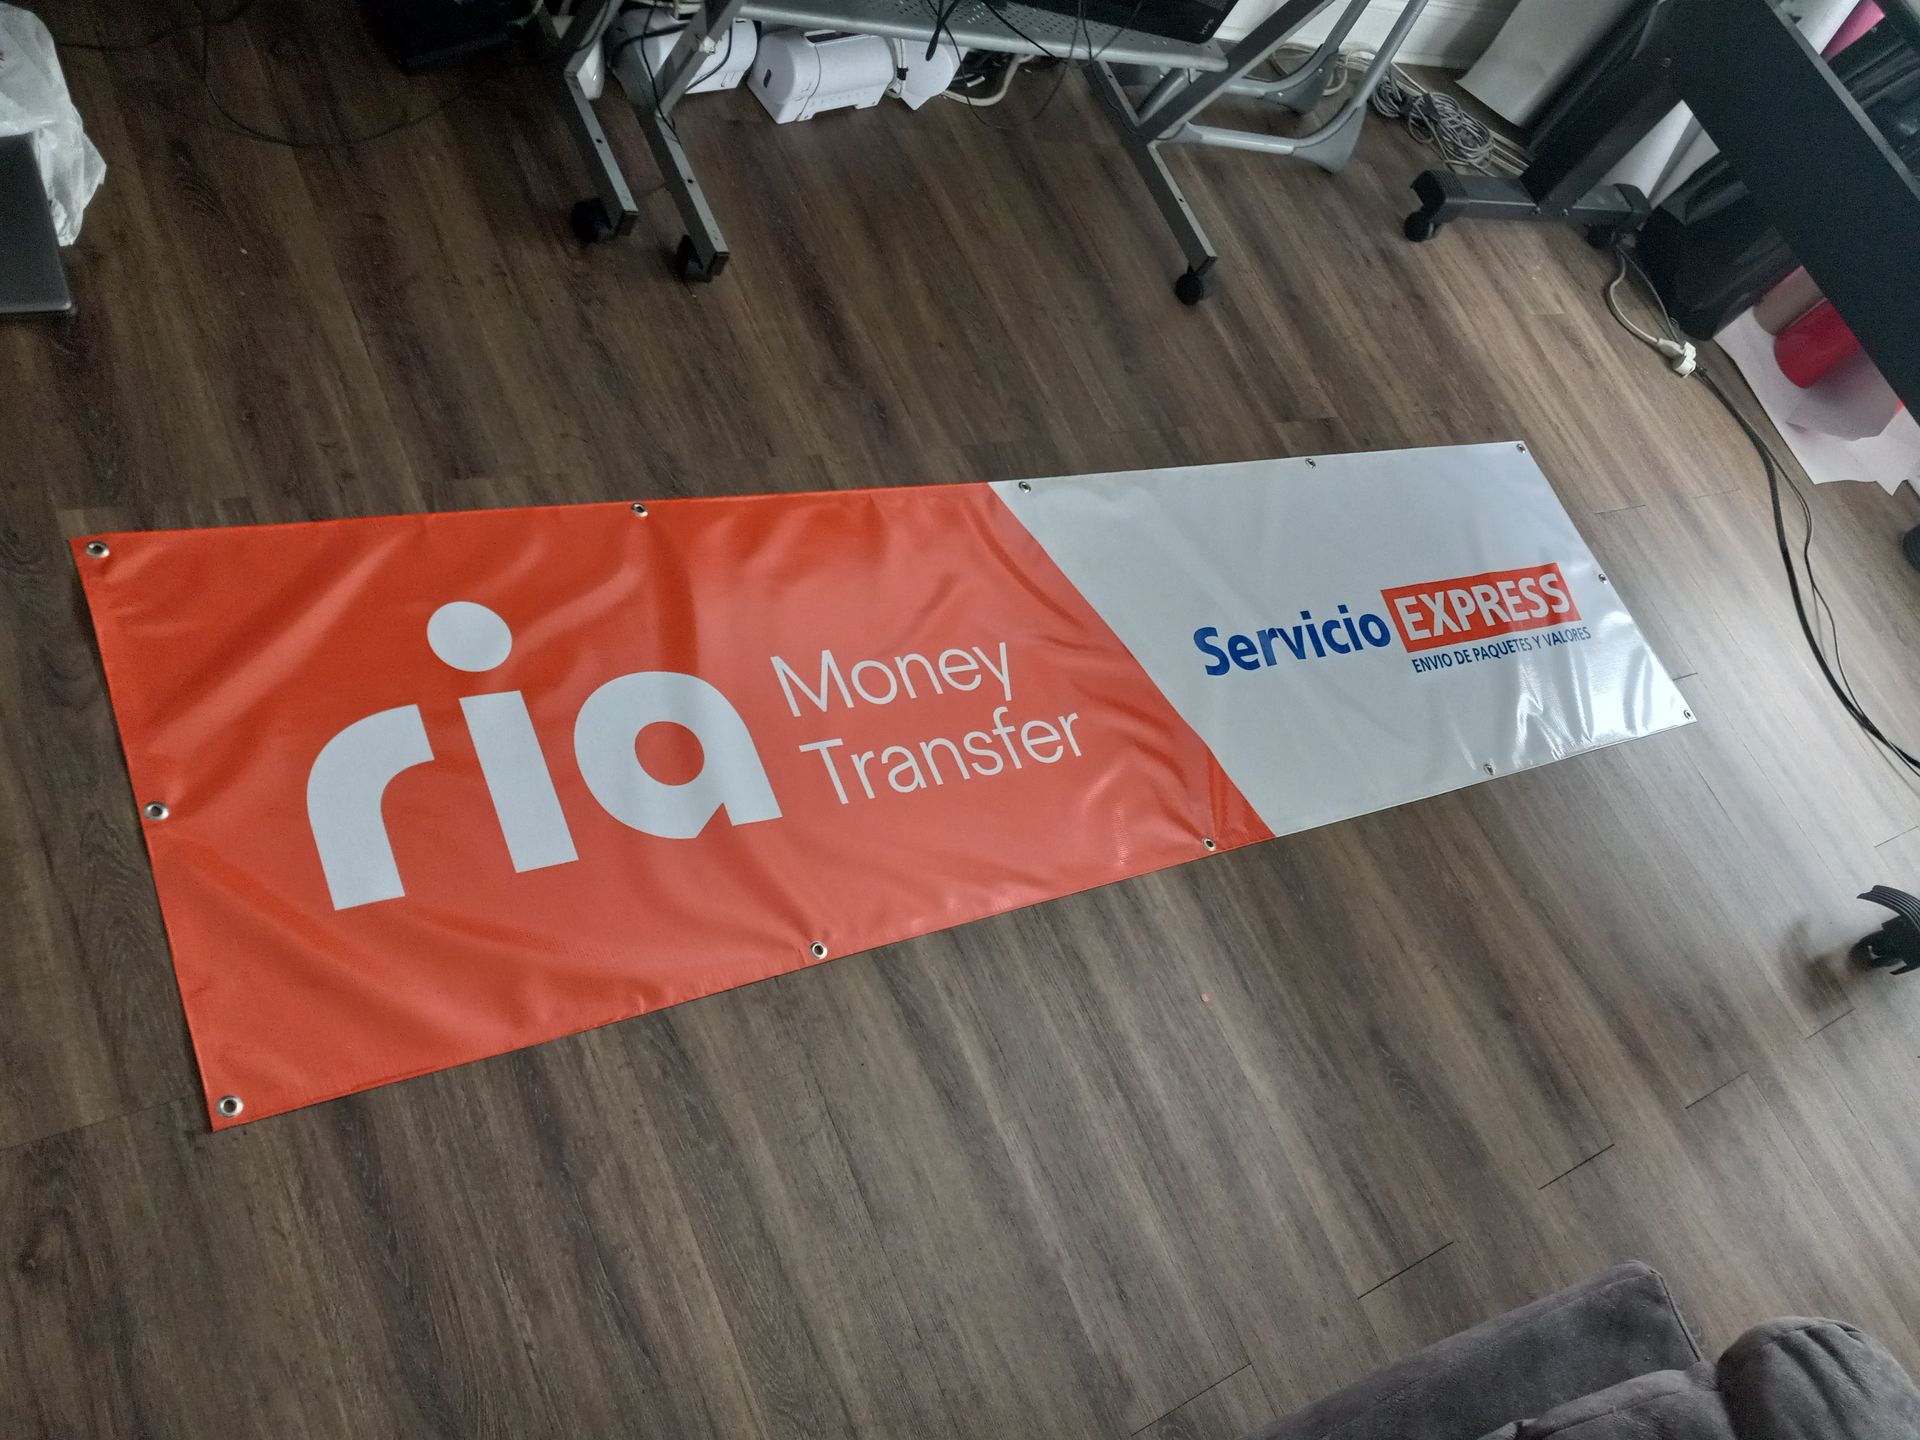 ria
Money
Transfer
Servicio EXPRESS
ENVIO DE PAQUETES Y VALORES